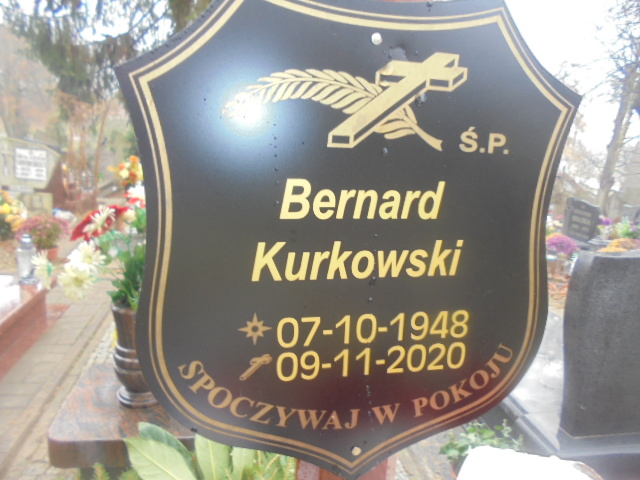 Ś.P.
Bernard
Kurkowski
07-10-1948
09-11-2020
SPOCZYWAJ W POKOJU